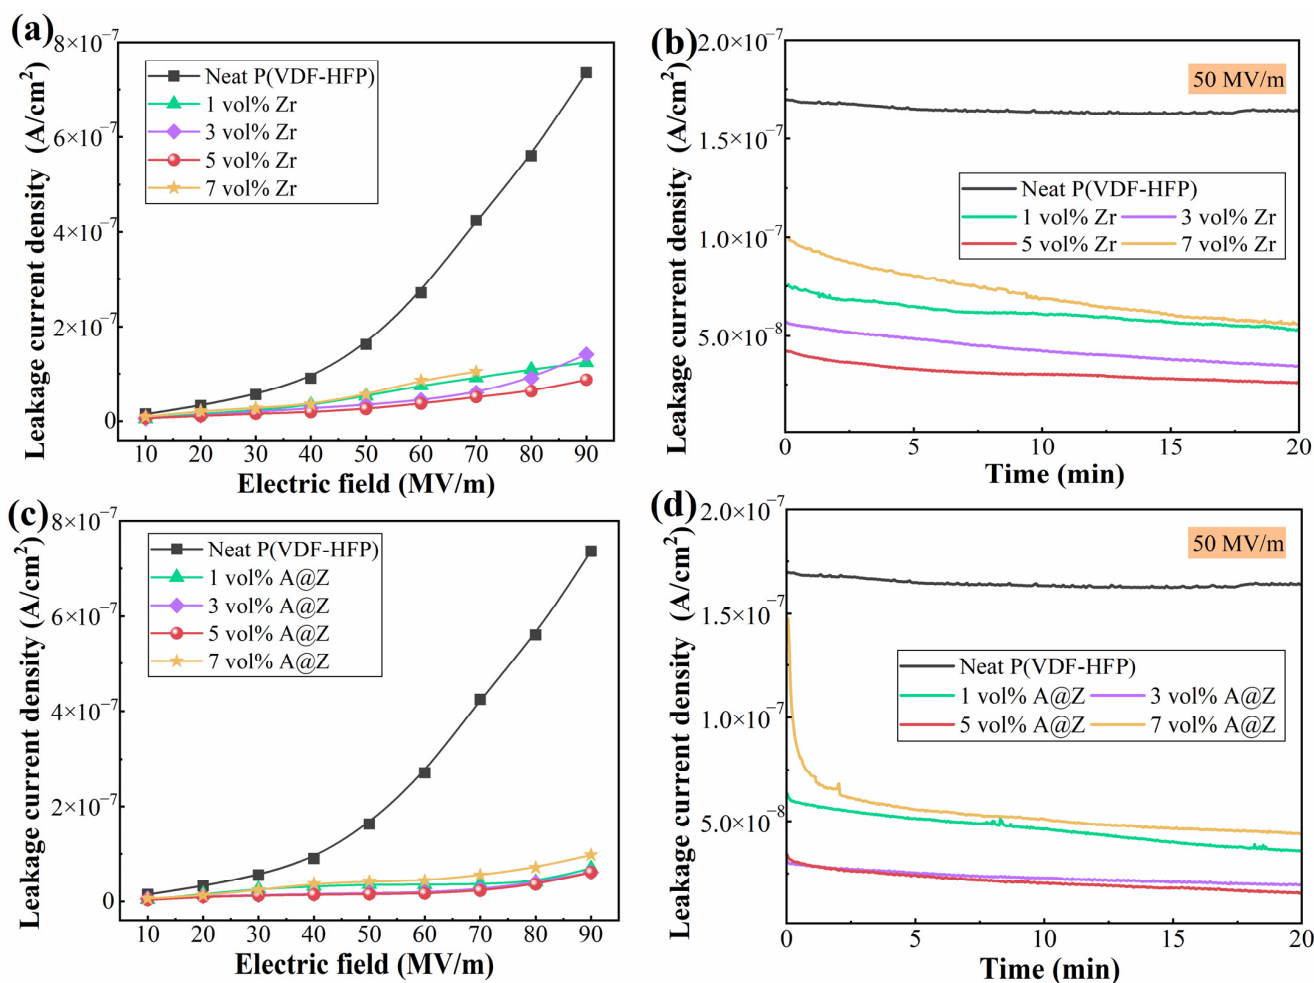 (a)
8×10⁻⁷
6×10⁻⁷
4×10⁻⁷
2×10⁻⁷
0
Leakage current density (A/cm²)
Neat P(VDF-HFP)
1 vol% Zr
3 vol% Zr
5 vol% Zr
7 vol% Zr
10 20 30 40 50 60 70 80 90
Electric field (MV/m)
(b)
2.0×10⁻⁷
1.5×10⁻⁷
1.0×10⁻⁷
5.0×10⁻⁸
Leakage current density (A/cm²)
50 MV/m
Neat P(VDF-HFP)
1 vol% Zr 3 vol% Zr
5 vol% Zr 7 vol% Zr
0 5 10 15 20
Time (min)
(c)
8×10⁻⁷
6×10⁻⁷
4×10⁻⁷
2×10⁻⁷
0
Leakage current density (A/cm²)
Neat P(VDF-HFP)
1 vol% A@Z
3 vol% A@Z
5 vol% A@Z
7 vol% A@Z
10 20 30 40 50 60 70 80 90
Electric field (MV/m)
(d)
2.0×10⁻⁷
1.5×10⁻⁷
1.0×10⁻⁷
5.0×10⁻⁸
Leakage current density (A/cm²)
50 MV/m
Neat P(VDF-HFP)
1 vol% A@Z 3 vol% A@Z
5 vol% A@Z 7 vol% A@Z
0 5 10 15 20
Time (min)